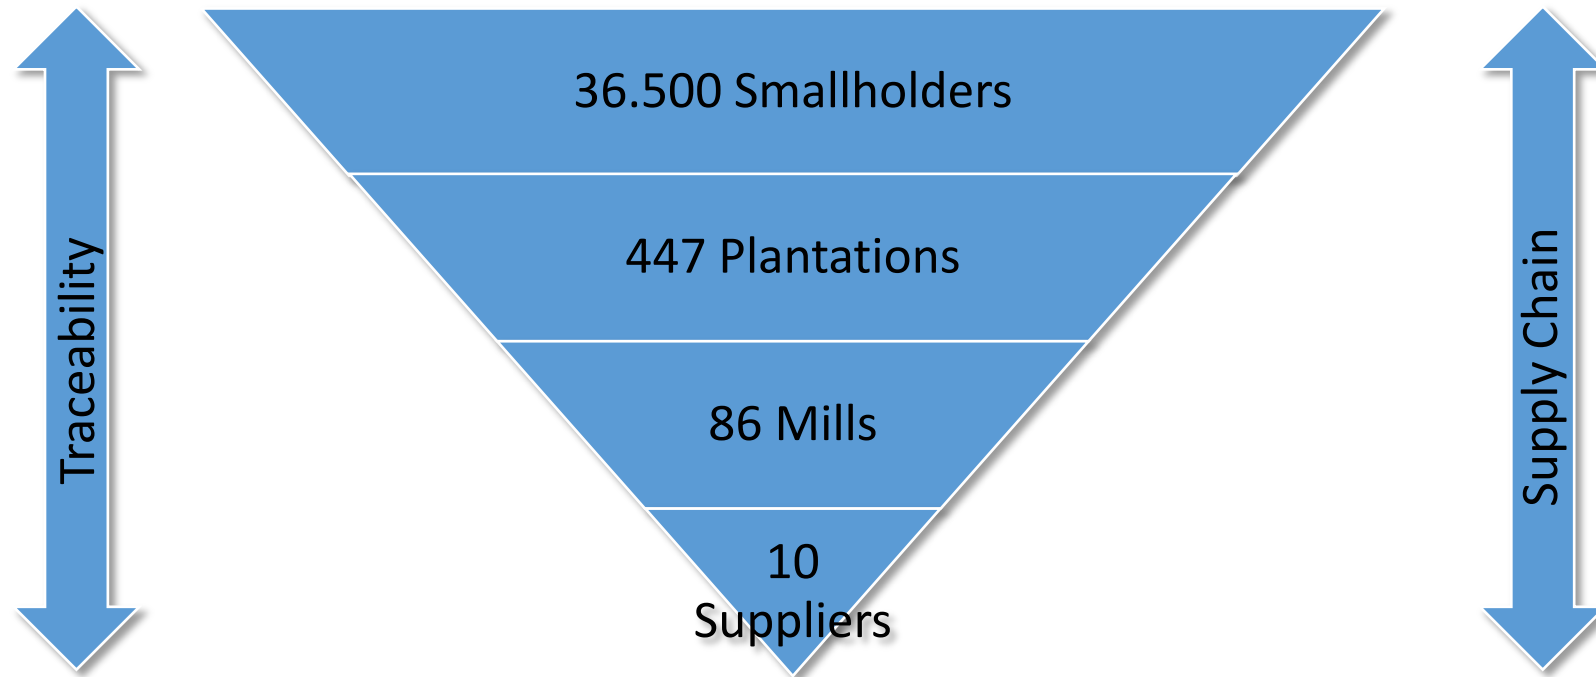 36.500 Smallholders
447 Plantations
86 Mills
10
Suppliers
Traceability
Supply Chain